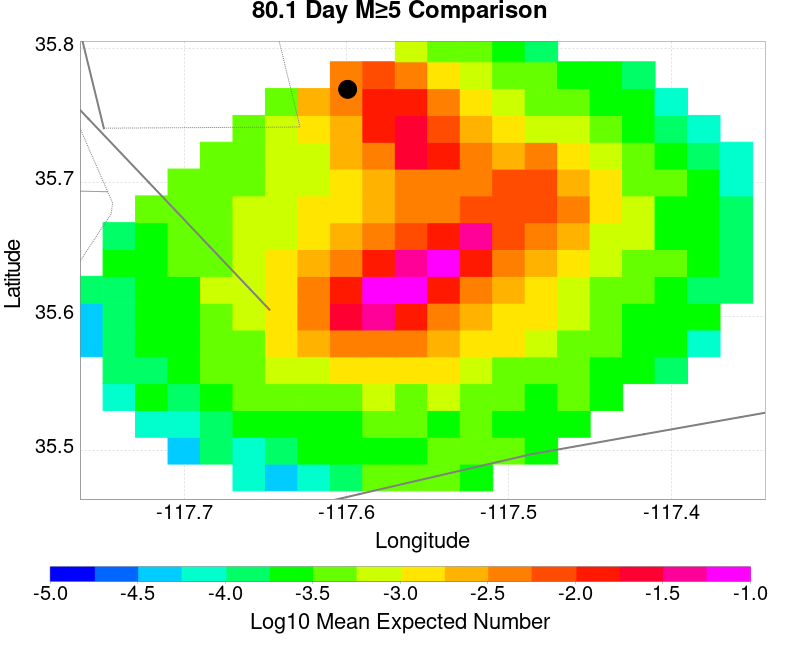 80.1 Day M≥5 Comparison
35.8
35.7
35.6
35.5
Latitude
-117.7 -117.6 -117.5 -117.4
Longitude
-5.0 -4.5 -4.0 -3.5 -3.0 -2.5 -2.0 -1.5 -1.0
Log10 Mean Expected Number